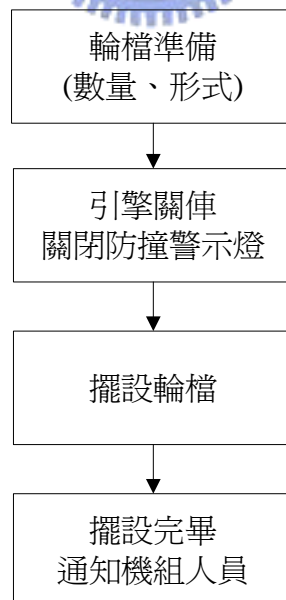 輪檔準備
(數量、形式)
引擎關俥
關閉防撞警示燈
擺設輪檔
擺設完畢
通知機組人員